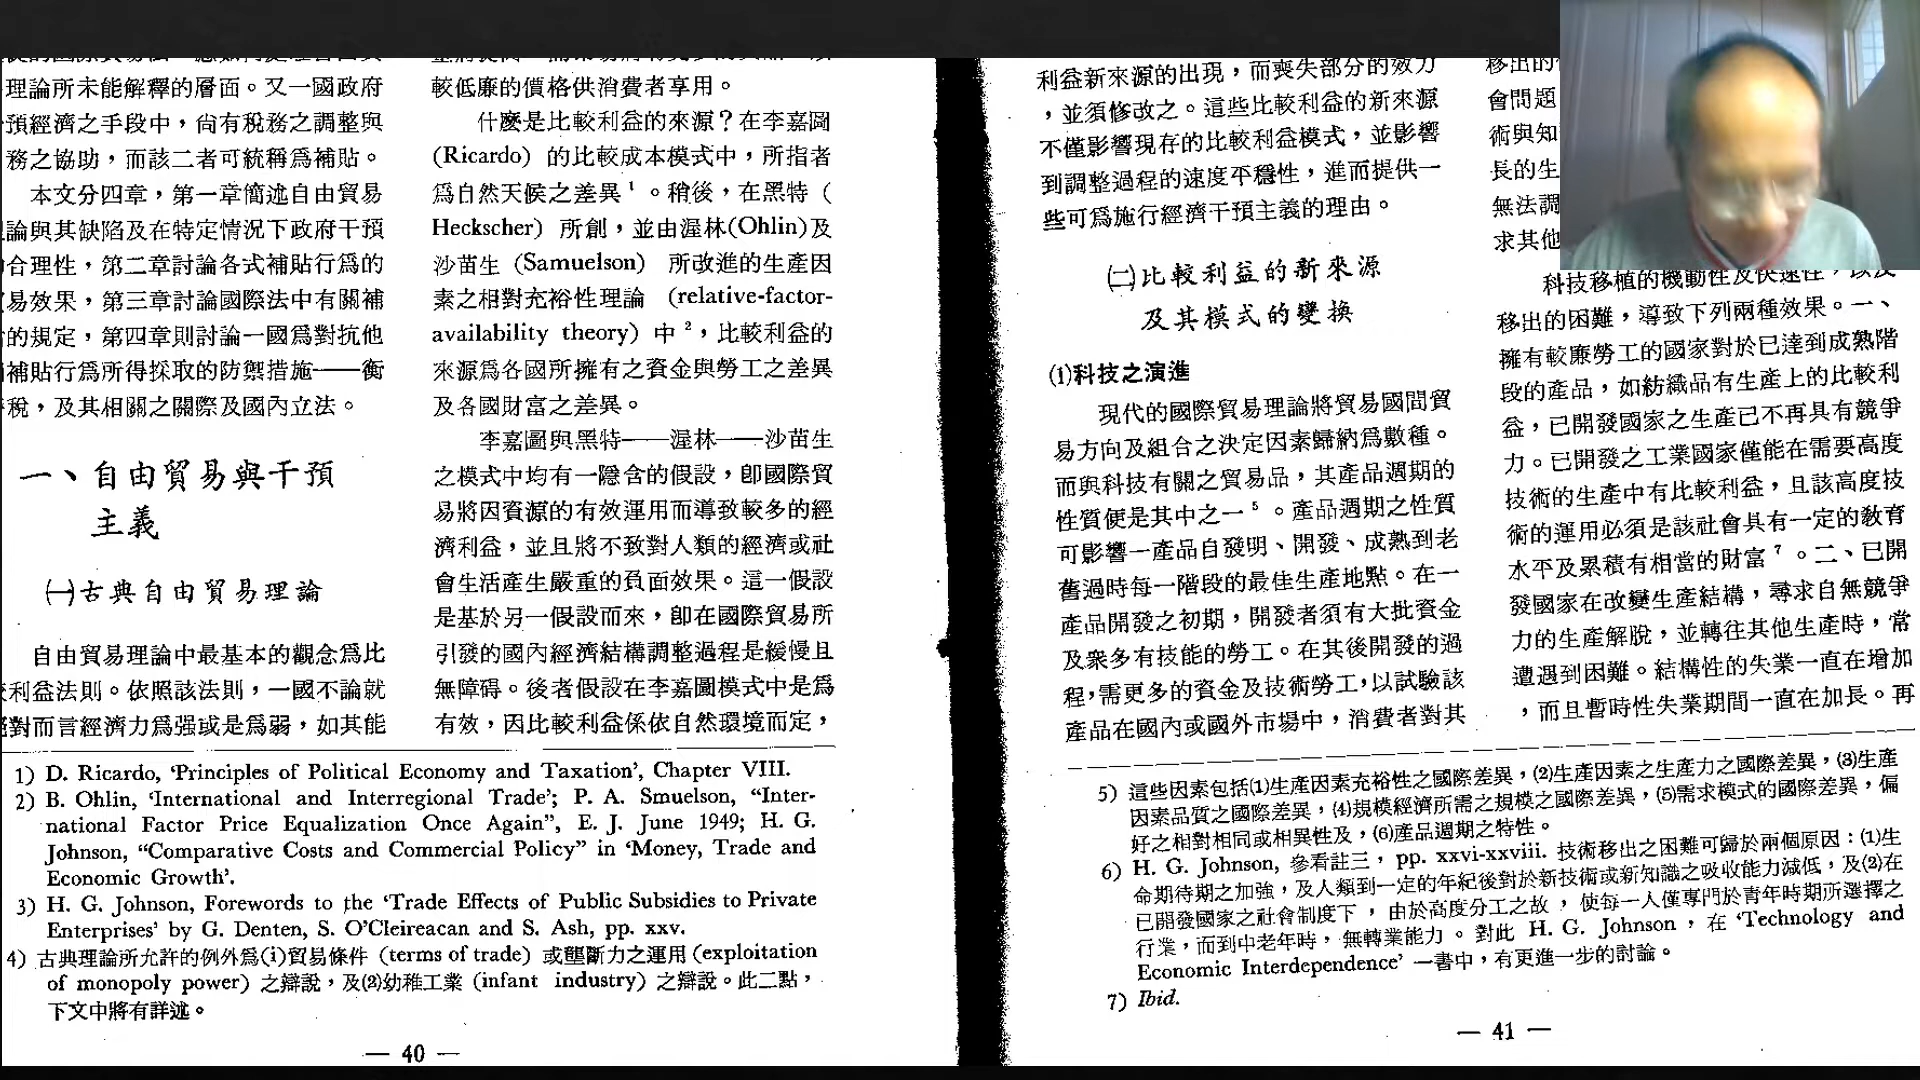 理論所未能解釋的層面。又一國政府
預經濟之手段中，尚有稅務之調整與
務之協助，而該二者可統稱爲補貼。
本文分四章，第一章簡述自由貿易
論與其缺陷及在特定情況下政府干預
合理性，第二章討論各式補貼行爲的
易效果，第三章討論國際法中有關補
的規定，第四章則討論一國爲對抗他
補貼行爲所得採取的防禦措施——衡
稅，及其相關之關際及國內立法。
一、自由貿易與干預
主義
㈠古典自由貿易理論
自由貿易理論中最基本的觀念爲比
利益法則。依照該法則，一國不論就
對而言經濟力爲强或是爲弱，如其能
較低廉的價格供消費者享用。
什麼是比較利益的來源？在李嘉圖
(Ricardo) 的比較成本模式中，所指者
爲自然天候之差異¹。稍後，在黑特（
Heckscher) 所創，並由渥林(Ohlin)及
沙苗生 (Samuelson) 所改進的生產因
素之相對充裕性理論 (relative-factor-
availability theory) 中²，比較利益的
來源爲各國所擁有之資金與勞工之差異
及各國財富之差異。
李嘉圖與黑特——渥林——沙苗生
之模式中均有一隱含的假設，卽國際貿
易將因資源的有效運用而導致較多的經
濟利益，並且將不致對人類的經濟或社
會生活產生嚴重的負面效果。這一假設
是基於另一假設而來，卽在國際貿易所
引發的國內經濟結構調整過程是緩慢且
無障碍。後者假設在李嘉圖模式中是爲
有效，因比較利益係依自然環境而定，
1) D. Ricardo, ‘Principles of Political Economy and Taxation’, Chapter VIII.
2) B. Ohlin, ‘International and Interregional Trade’; P. A. Smuelson, “Inter-
national Factor Price Equalization Once Again”, E. J. June 1949; H. G.
Johnson, “Comparative Costs and Commercial Policy” in ‘Money, Trade and
Economic Growth’.
3) H. G. Johnson, Forewords to the ‘Trade Effects of Public Subsidies to Private
Enterprises’ by G. Denten, S. O’Cleireacan and S. Ash, pp. xxv.
4) 古典理論所允許的例外爲(i)貿易條件 (terms of trade) 或壟斷力之運用 (exploitation
of monopoly power) 之辯說，及(2)幼稚工業 (infant industry) 之辯說。此二點，
下文中將有詳述。
— 40 —
利益新來源的出現，而喪失部分的效力
，並須修改之。這些比較利益的新來源
不僅影響現存的比較利益模式，並影響
到調整過程的速度平穩性，進而提供一
些可爲施行經濟干預主義的理由。
㈡比較利益的新來源
及其模式的變換
(1)科技之演進
現代的國際貿易理論將貿易國間貿
易方向及組合之決定因素歸納爲數種。
而與科技有關之貿易品，其產品週期的
性質便是其中之一⁵。產品週期之性質
可影響一產品自發明、開發、成熟到老
舊過時每一階段的最佳生產地點。在一
產品開發之初期，開發者須有大批資金
及衆多有技能的勞工。在其後開發的過
程，需更多的資金及技術勞工，以試驗該
產品在國內或國外市場中，消費者對其
移出的
會問題
術與知
長的生
無法調
求其他
科技移植的機動性及快速性，以及
移出的困難，導致下列兩種效果。一、
擁有較廉勞工的國家對於已達到成熟階
段的產品，如紡織品有生產上的比較利
益，已開發國家之生產已不再具有競爭
力。已開發之工業國家僅能在需要高度
技術的生產中有比較利益，且該高度技
術的運用必須是該社會具有一定的敎育
水平及累積有相當的財富⁷。二、已開
發國家在改變生產結構，尋求自無競爭
力的生產解脫，並轉往其他生產時，常
遭遇到困難。結構性的失業一直在增加
，而且暫時性失業期間一直在加長。再
5) 這些因素包括(1)生產因素充裕性之國際差異，(2)生產因素之生產力之國際差異，(3)生產
因素品質之國際差異，(4)規模經濟所需之規模之國際差異，(5)需求模式的國際差異，偏
好之相對相同或相異性及，(6)產品週期之特性。
6) H. G. Johnson, 參看註三，pp. xxvi-xxviii. 技術移出之困難可歸於兩個原因：(1)生
命期待期之加強，及人類到一定的年紀後對於新技術或新知識之吸收能力減低，及(2)在
已開發國家之社會制度下，由於高度分工之故，使每一人僅專門於靑年時期所選擇之
行業，而到中老年時，無轉業能力。對此 H. G. Johnson，在 ‘Technology and
Economic Interdependence’ 一書中，有更進一步的討論。
7) Ibid.
— 41 —